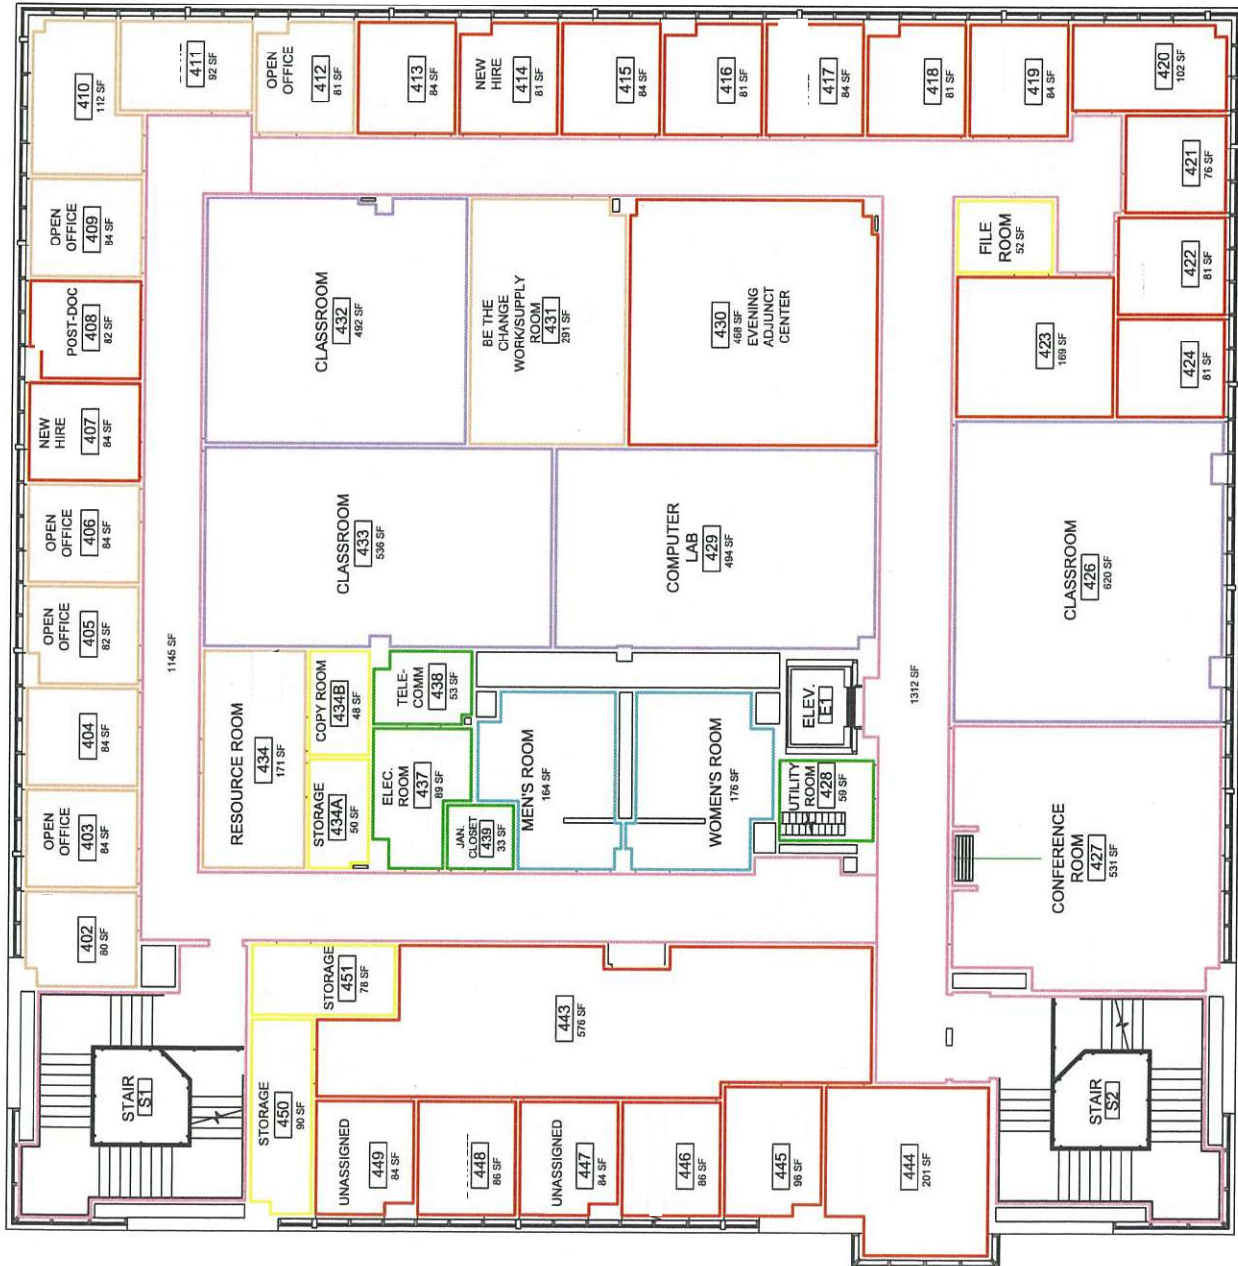 410
112 SF
411
92 SF
OPEN
OFFICE
412
81 SF
413
84 SF
NEW
HIRE
414
81 SF
415
84 SF
416
81 SF
417
84 SF
418
81 SF
419
84 SF
420
102 SF
421
76 SF
422
81 SF
FILE
ROOM
52 SF
423
169 SF
424
81 SF
OPEN
OFFICE
409
84 SF
POST-DOC
408
82 SF
NEW
HIRE
407
84 SF
OPEN
OFFICE
406
84 SF
OPEN
OFFICE
405
82 SF
404
84 SF
OPEN
OFFICE
403
84 SF
402
80 SF
1145 SF
CLASSROOM
432
492 SF
BE THE
CHANGE
WORK/SUPPLY
ROOM
431
291 SF
430
468 SF
EVENING
ADJUNCT
CENTER
CLASSROOM
433
536 SF
COMPUTER
LAB
429
494 SF
CLASSROOM
426
620 SF
1312 SF
RESOURCE ROOM
434
171 SF
COPY ROOM
434B
48 SF
STORAGE
434A
50 SF
TELE-
COMM
438
53 SF
ELEC.
ROOM
437
89 SF
JAN.
CLOSET
439
33 SF
MEN'S ROOM
164 SF
WOMEN'S ROOM
176 SF
ELEV.
E1
UTILITY
ROOM
428
59 SF
CONFERENCE
ROOM
427
531 SF
STAIR
S1
STORAGE
451
78 SF
STORAGE
450
90 SF
443
576 SF
UNASSIGNED
449
84 SF
448
86 SF
UNASSIGNED
447
84 SF
446
86 SF
445
96 SF
444
201 SF
STAIR
S2